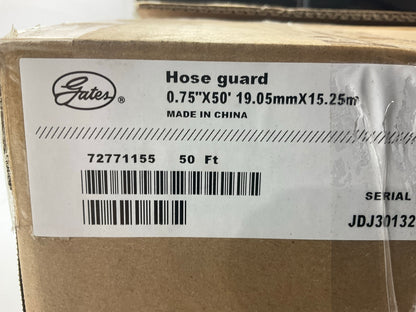 Gates®
Hose guard
0.75"X50' 19.05mmX15.25m
MADE IN CHINA
72771155 50 Ft
SERIAL
JDJ30132